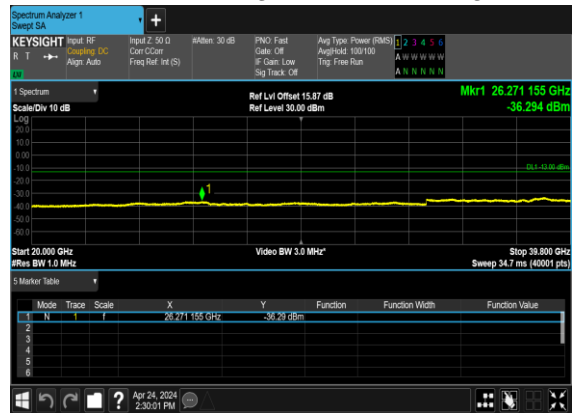 Spectrum Analyzer 1
Swept SA
+
KEYSIGHT Input: RF Input Z: 50 Ω #Atten: 30 dB PNO: Fast Avg Type: Power (RMS) 1 2 3 4 5 6
R T Coupling: DC Corr CCorr Gate: Off Avg|Hold: 100/100 A W W W W W
Align: Auto Freq Ref: Int (S) IF Gain: Low Trig: Free Run
LW Sig Track: Off A N N N N N
1 Spectrum Ref Lvl Offset 15.87 dB Mkr1 26.271 155 GHz
Scale/Div 10 dB Ref Level 30.00 dBm -36.294 dBm
Log
20.0
10.0
0.00
-10.0 DL1 -13.00 dBm
-20.0
-30.0 1
-40.0
-50.0
-60.0
Start 20.000 GHz Video BW 3.0 MHz* Stop 39.800 GHz
#Res BW 1.0 MHz Sweep 34.7 ms (40001 pts)
5 Marker Table
Mode Trace Scale X Y Function Function Width Function Value
1 N 1 f 26.271 155 GHz -36.29 dBm
2
3
4
5
6
? Apr 24, 2024
2:30:01 PM